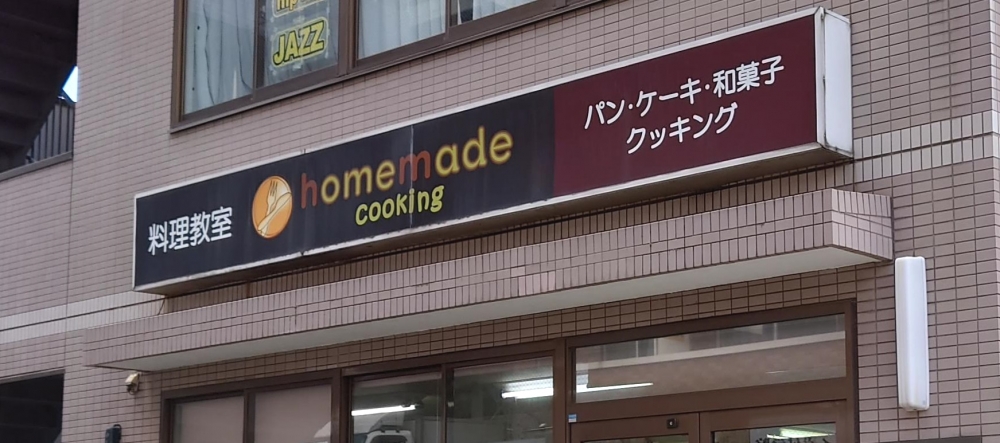 JAZZ
料理教室
homemade
cooking
パン・ケーキ・和菓子
クッキング